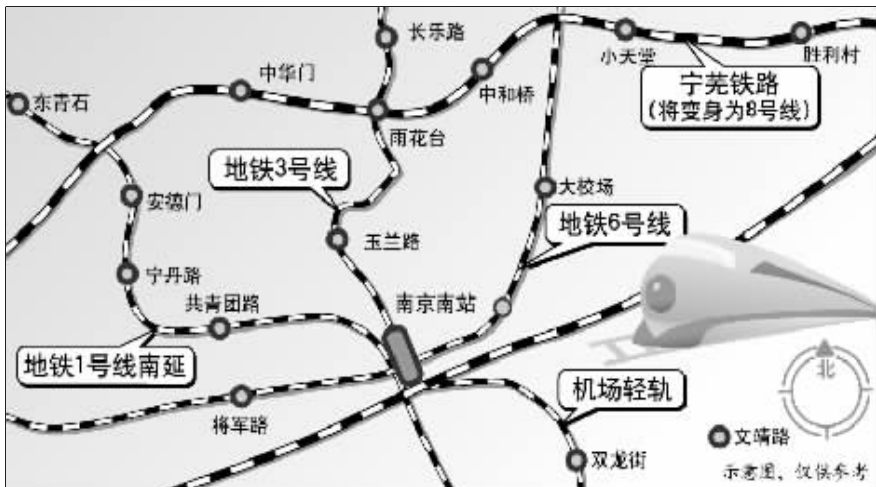 长乐路
小天堂
胜利村
中华门
中和桥
宁芜铁路
(将变身为8号线)
东青石
雨花台
地铁3号线
大校场
安德门
地铁6号线
玉兰路
宁丹路
共青团路
南京南站
地铁1号线南延
北
机场轻轨
将军路
文靖路
双龙街
示意图，仅供参考